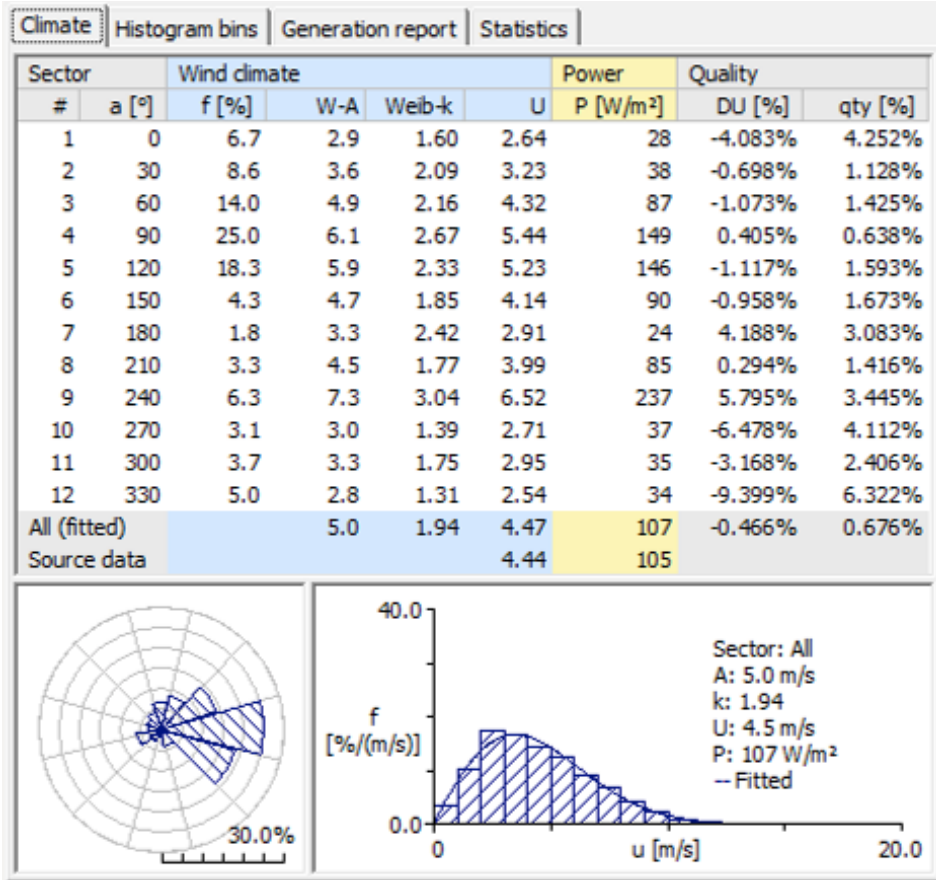 Climate Histogram bins Generation report Statistics
Sector Wind climate Power Quality
# a [°] f [%] W-A Weib-k U P [W/m²] DU [%] qty [%]
1 0 6.7 2.9 1.60 2.64 28 -4.083% 4.252%
2 30 8.6 3.6 2.09 3.23 38 -0.698% 1.128%
3 60 14.0 4.9 2.16 4.32 87 -1.073% 1.425%
4 90 25.0 6.1 2.67 5.44 149 0.405% 0.638%
5 120 18.3 5.9 2.33 5.23 146 -1.117% 1.593%
6 150 4.3 4.7 1.85 4.14 90 -0.958% 1.673%
7 180 1.8 3.3 2.42 2.91 24 4.188% 3.083%
8 210 3.3 4.5 1.77 3.99 85 0.294% 1.416%
9 240 6.3 7.3 3.04 6.52 237 5.795% 3.445%
10 270 3.1 3.0 1.39 2.71 37 -6.478% 4.112%
11 300 3.7 3.3 1.75 2.95 35 -3.168% 2.406%
12 330 5.0 2.8 1.31 2.54 34 -9.399% 6.322%
All (fitted) 5.0 1.94 4.47 107 -0.466% 0.676%
Source data 4.44 105
30.0%
40.0
f
[%/(m/s)]
0.0
0 u [m/s] 20.0
Sector: All
A: 5.0 m/s
k: 1.94
U: 4.5 m/s
P: 107 W/m²
-- Fitted